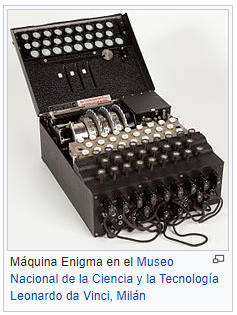 Máquina Enigma en el Museo
Nacional de la Ciencia y la Tecnología
Leonardo da Vinci, Milán